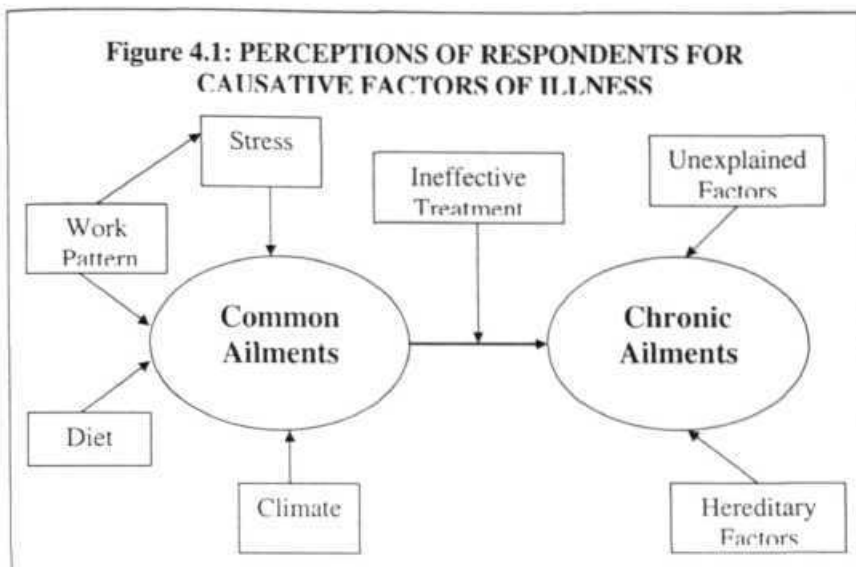 Figure 4.1: PERCEPTIONS OF RESPONDENTS FOR
CAUSATIVE FACTORS OF ILLNESS
Stress
Ineffective
Treatment
Unexplained
Factors
Work
Pattern
Common
Ailments
Chronic
Ailments
Diet
Climate
Hereditary
Factors